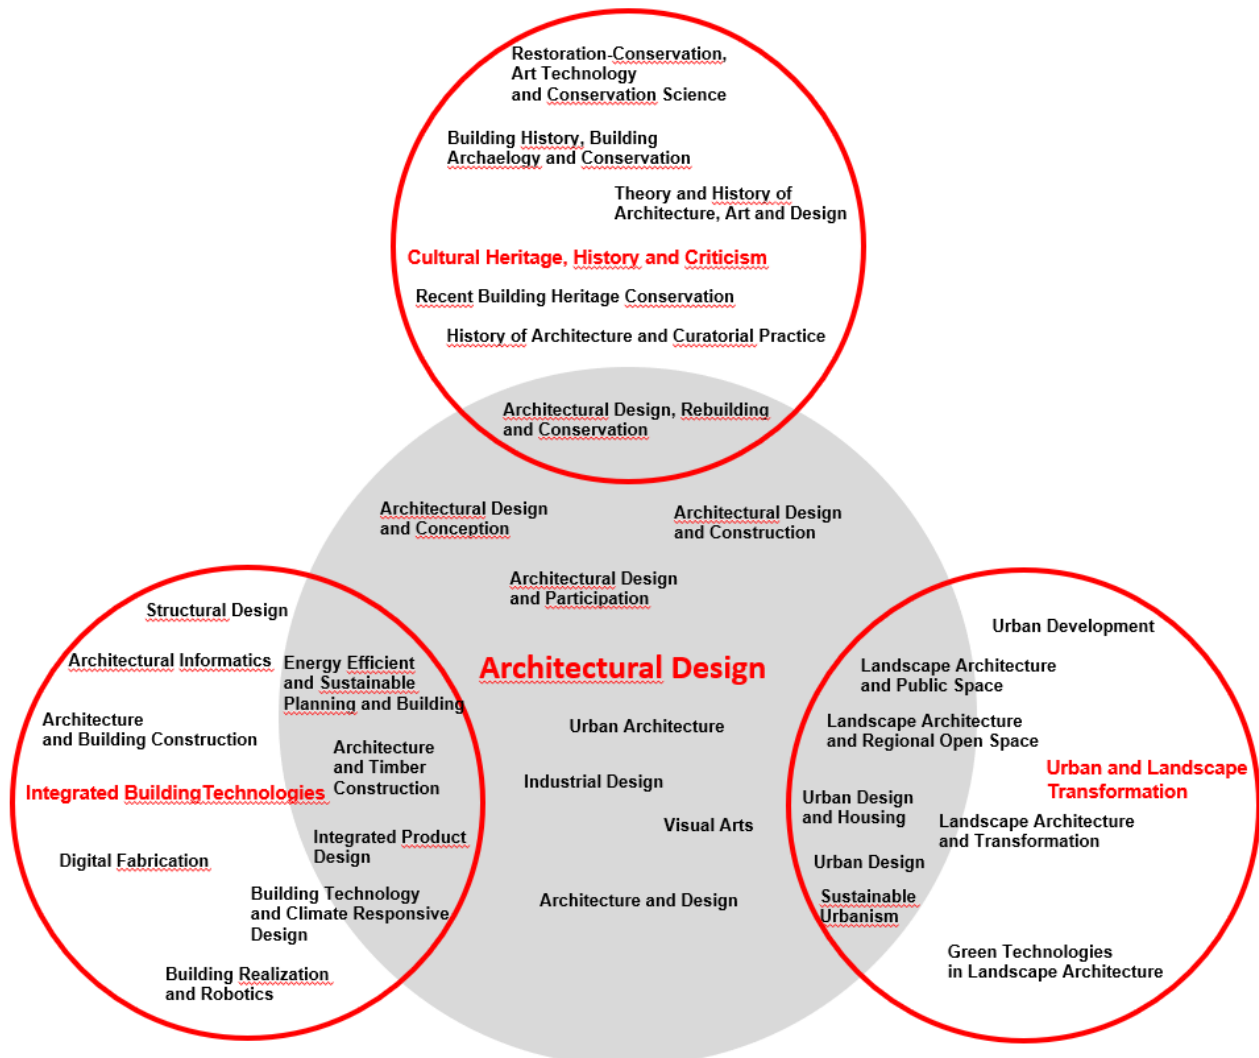 Restoration-Conservation,
Art Technology
and Conservation Science
Building History, Building
Archaelogy and Conservation
Theory and History of
Architecture, Art and Design
Cultural Heritage, History and Criticism
Recent Building Heritage Conservation
History of Architecture and Curatorial Practice
Architectural Design, Rebuilding
and Conservation
Architectural Design
and Conception
Architectural Design
and Construction
Architectural Design
and Participation
Architectural Design
Urban Architecture
Industrial Design
Visual Arts
Architecture and Design
Structural Design
Architectural Informatics
Energy Efficient
and Sustainable
Planning and Building
Architecture
and Building Construction
Architecture
and Timber
Construction
Integrated Building Technologies
Integrated Product
Design
Digital Fabrication
Building Technology
and Climate Responsive
Design
Building Realization
and Robotics
Urban Development
Landscape Architecture
and Public Space
Landscape Architecture
and Regional Open Space
Urban and Landscape
Transformation
Urban Design
and Housing
Landscape Architecture
and Transformation
Urban Design
Sustainable
Urbanism
Green Technologies
in Landscape Architecture